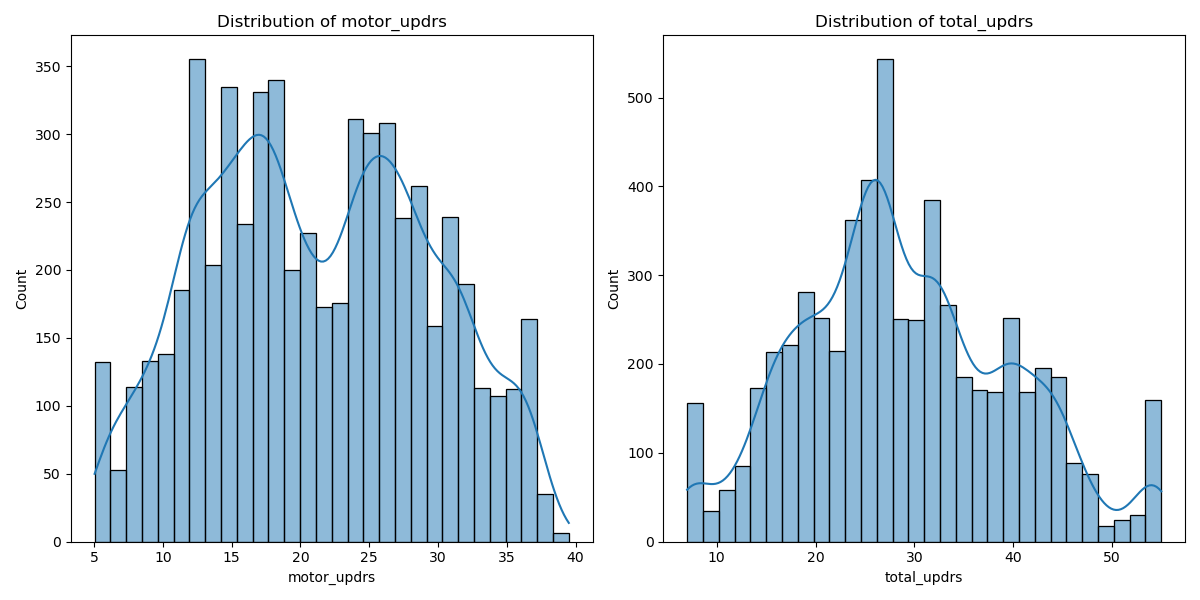 Distribution of motor_updrs
350
300
250
200
150
100
50
0
Count
5 10 15 20 25 30 35 40
motor_updrs
Distribution of total_updrs
500
400
300
200
100
0
Count
10 20 30 40 50
total_updrs